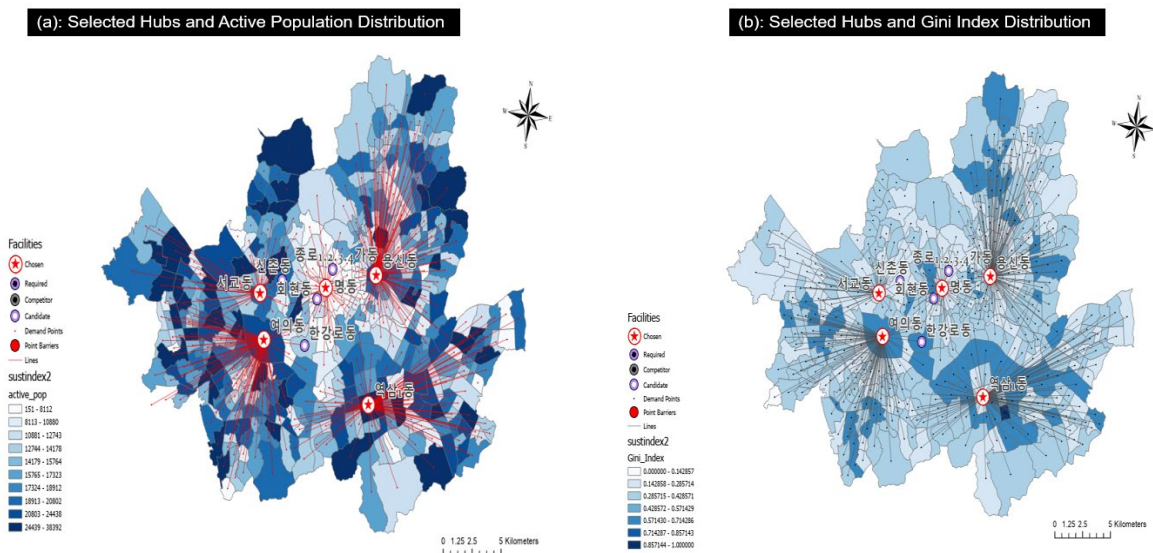 (a): Selected Hubs and Active Population Distribution
N
W
E
S
종로1.2.3.4가동
신촌동
용신동
서교동
회현동
명동
여의동
한강로동
역삼1동
Facilities
Chosen
Required
Competitor
Candidate
Demand Points
Point Barriers
Lines
sustindex2
active_pop
151 - 8112
8113 - 10880
10881 - 12743
12744 - 14178
14179 - 15764
15765 - 17323
17324 - 18912
18913 - 20802
20803 - 24438
24439 - 38392
0 1.25 2.5 5 Kilometers
(b): Selected Hubs and Gini Index Distribution
N
W
E
S
종로1.2.3.4가동
신촌동
용신동
서교동
회현동
명동
여의동
한강로동
역삼1동
Facilities
Chosen
Required
Competitor
Candidate
Demand Points
Point Barriers
Lines
sustindex2
Gini_Index
0.000000 - 0.142857
0.142858 - 0.285714
0.285715 - 0.428571
0.428572 - 0.571429
0.571430 - 0.714286
0.714287 - 0.857143
0.857144 - 1.000000
0 1.25 2.5 5 Kilometers